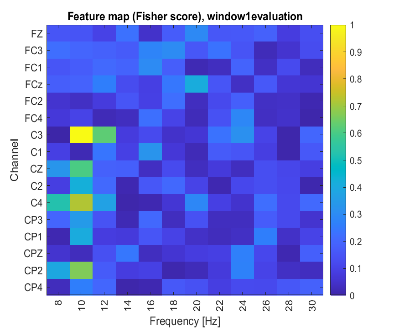 Feature map (Fisher score), window1evaluation
FZ
FC3
FC1
FCz
FC2
FC4
C3
C1
CZ
C2
C4
CP3
CP1
CPZ
CP2
CP4
Channel
8 10 12 14 16 18 20 22 24 26 28 30
Frequency [Hz]
1
0.9
0.8
0.7
0.6
0.5
0.4
0.3
0.2
0.1
0